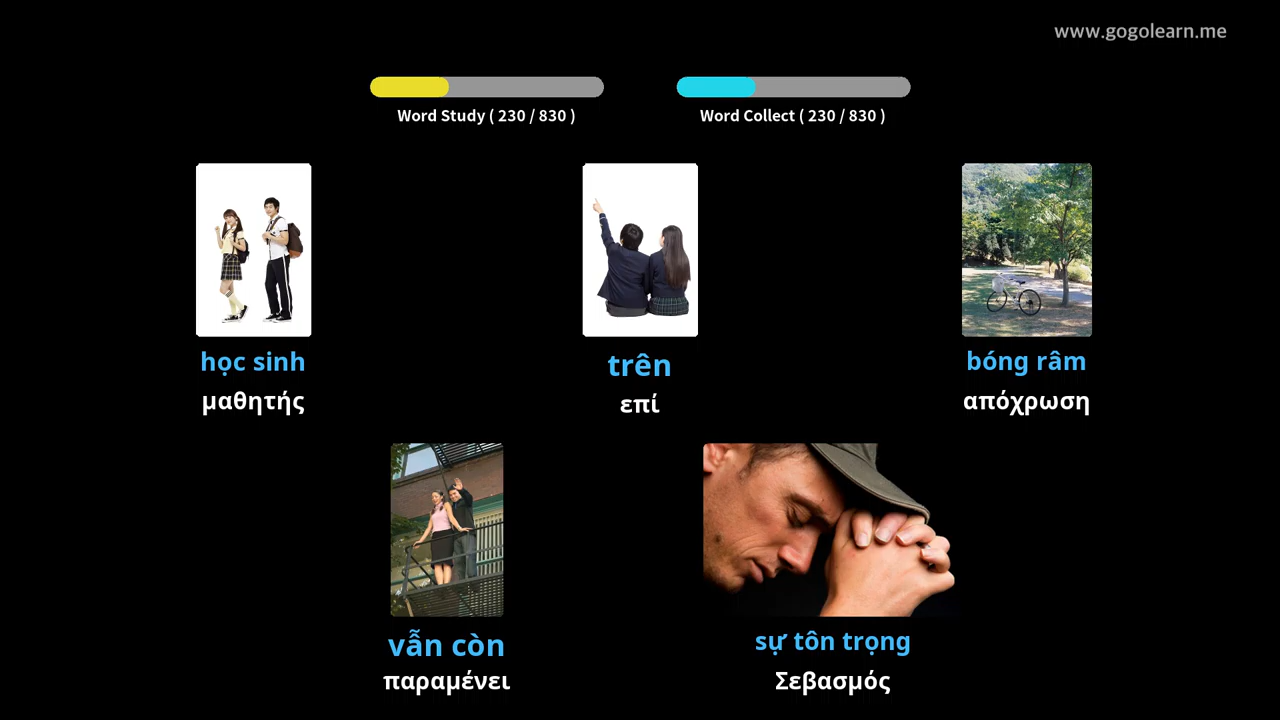 www.gogolearn.me
Word Study ( 230 / 830 )
Word Collect ( 230 / 830 )
học sinh
μαθητής
trên
επί
bóng râm
απόχρωση
vẫn còn
παραμένει
sự tôn trọng
Σεβασμός